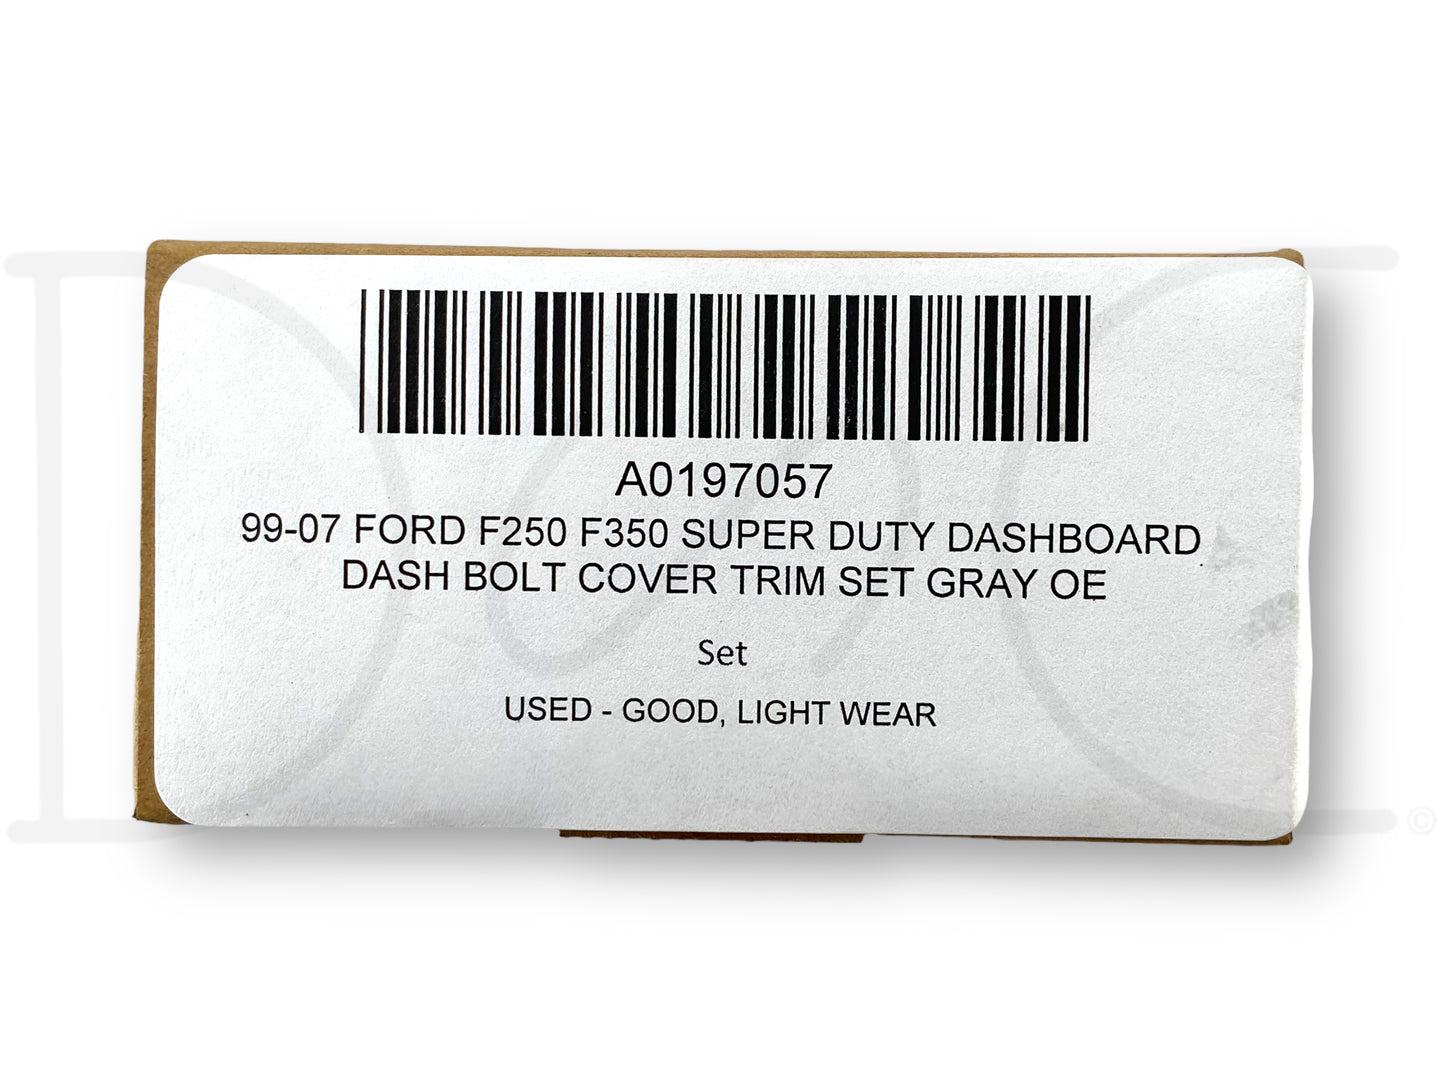 A0197057
99-07 FORD F250 F350 SUPER DUTY DASHBOARD
DASH BOLT COVER TRIM SET GRAY OE
Set
USED - GOOD, LIGHT WEAR
©